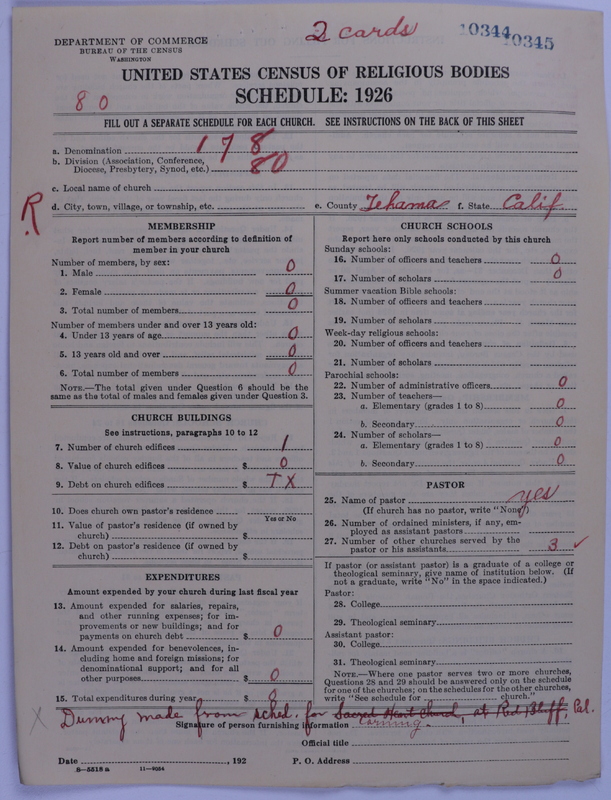 2 cards
10344
10345
DEPARTMENT OF COMMERCE
BUREAU OF THE CENSUS
WASHINGTON
UNITED STATES CENSUS OF RELIGIOUS BODIES
SCHEDULE: 1926
80
FILL OUT A SEPARATE SCHEDULE FOR EACH CHURCH. SEE INSTRUCTIONS ON THE BACK OF THIS SHEET
a. Denomination 178
b. Division (Association, Conference, Diocese, Presbytery, Synod, etc.) 80
c. Local name of church
R
d. City, town, village, or township, etc. e. County Tehama f. State Calif
MEMBERSHIP
Report number of members according to definition of
member in your church
Number of members, by sex:
1. Male 0
2. Female 0
3. Total number of members 0
Number of members under and over 13 years old:
4. Under 13 years of age 0
5. 13 years old and over 0
6. Total number of members 0
NOTE.—The total given under Question 6 should be the
same as the total of males and females given under Question 3.
CHURCH BUILDINGS
See instructions, paragraphs 10 to 12
7. Number of church edifices 1
8. Value of church edifices $ 0
9. Debt on church edifices $ TX
10. Does church own pastor's residence
Yes or No
11. Value of pastor's residence (if owned by
church) $
12. Debt on pastor's residence (if owned by
church) $
EXPENDITURES
Amount expended by your church during last fiscal year
13. Amount expended for salaries, repairs,
and other running expenses; for im-
provements or new buildings; and for
payments on church debt $ 0
14. Amount expended for benevolences, in-
cluding home and foreign missions; for
denominational support; and for all
other purposes $ 0
15. Total expenditures during year $ 0
CHURCH SCHOOLS
Report here only schools conducted by this church
Sunday schools:
16. Number of officers and teachers 0
17. Number of scholars 0
Summer vacation Bible schools:
18. Number of officers and teachers
19. Number of scholars
Week-day religious schools:
20. Number of officers and teachers
21. Number of scholars
Parochial schools:
22. Number of administrative officers 0
23. Number of teachers—
a. Elementary (grades 1 to 8) 0
b. Secondary 0
24. Number of scholars—
a. Elementary (grades 1 to 8) 0
b. Secondary 0
PASTOR
25. Name of pastor yes
(If church has no pastor, write "None")
26. Number of ordained ministers, if any, em-
ployed as assistant pastors
27. Number of other churches served by the
pastor or his assistants 3 ✓
If pastor (or assistant pastor) is a graduate of a college or
theological seminary, give name of institution below. (If
not a graduate, write "No" in the space indicated.)
Pastor:
28. College
29. Theological seminary
Assistant pastor:
30. College
31. Theological seminary
NOTE.—Where one pastor serves two or more churches,
Questions 28 and 29 should be answered only on the schedule
for one of the churches; on the schedules for the other churches,
write "See schedule for church."
X Dummy made from sched. for Sacred Heart Church, at Red Bluff, Cal.
Signature of person furnishing information Corning.
Official title
Date , 192 P. O. Address
S—5518 a 11—9054